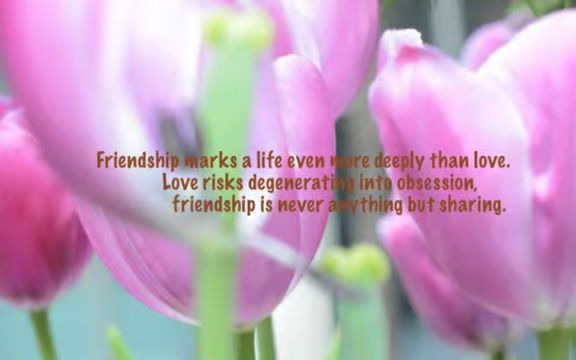 Friendship marks a life even more deeply than love.
Love risks degenerating into obsession,
friendship is never anything but sharing.